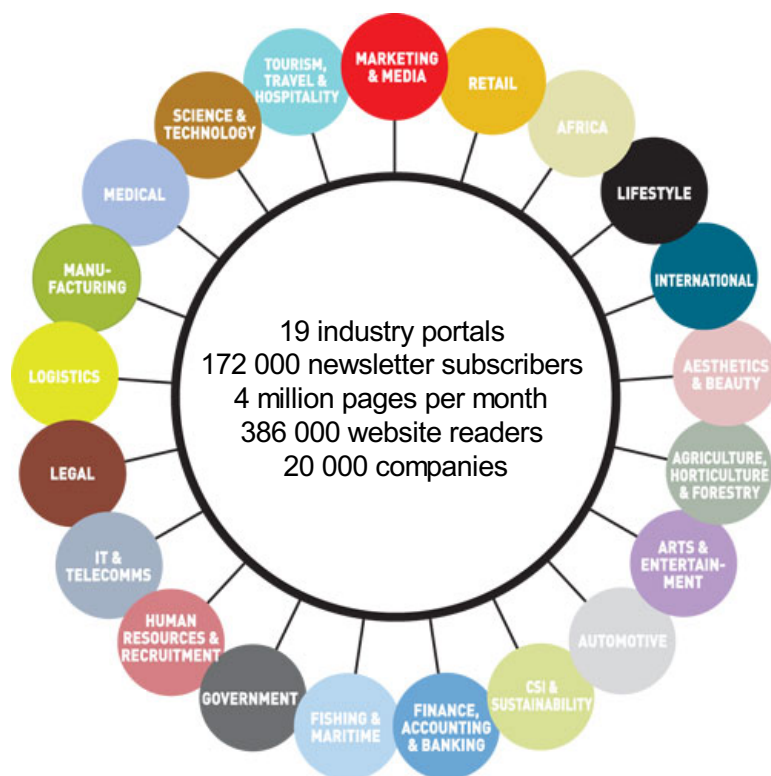 MARKETING
& MEDIA
RETAIL
AFRICA
LIFESTYLE
INTERNATIONAL
AESTHETICS
& BEAUTY
AGRICULTURE,
HORTICULTURE
& FORESTRY
ARTS &
ENTERTAIN-
MENT
AUTOMOTIVE
CSI &
SUSTAINABILITY
FINANCE,
ACCOUNTING
& BANKING
FISHING &
MARITIME
GOVERNMENT
HUMAN
RESOURCES &
RECRUITMENT
IT &
TELECOMMS
LEGAL
LOGISTICS
MANU-
FACTURING
MEDICAL
SCIENCE &
TECHNOLOGY
TOURISM,
TRAVEL &
HOSPITALITY
19 industry portals
172 000 newsletter subscribers
4 million pages per month
386 000 website readers
20 000 companies